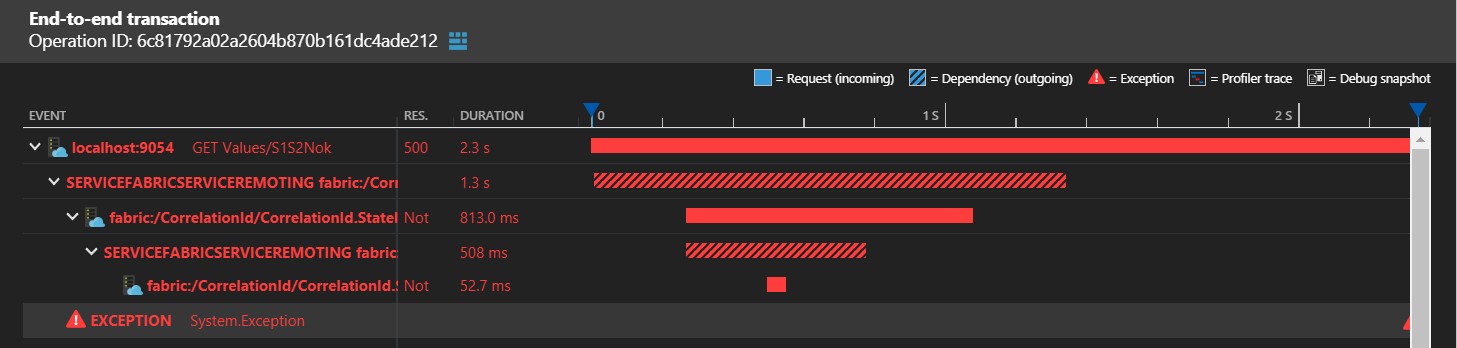 End-to-end transaction
Operation ID: 6c81792a02a2604b870b161dc4ade212
= Request (incoming) = Dependency (outgoing) = Exception = Profiler trace = Debug snapshot
EVENT RES. DURATION 0 1 S 2 S
localhost:9054 GET Values/S1S2Nok 500 2.3 s
SERVICEFABRICSERVICEREMOTING fabric:/Corr 1.3 s
fabric:/CorrelationId/CorrelationId.Statel Not 813.0 ms
SERVICEFABRICSERVICEREMOTING fabric 508 ms
fabric:/CorrelationId/CorrelationId.S Not 52.7 ms
EXCEPTION System.Exception